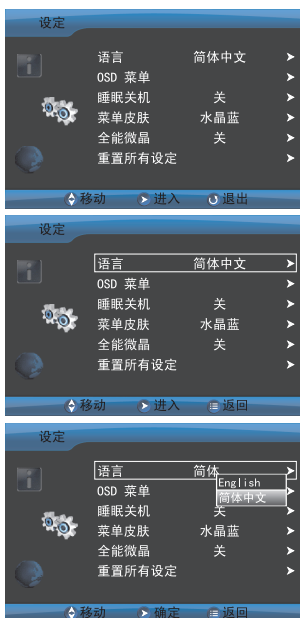 设定
语言 简体中文
OSD 菜单
睡眠关机 关
菜单皮肤 水晶蓝
全能微晶 关
重置所有设定
移动 进入 退出
设定
语言 简体中文
OSD 菜单
睡眠关机 关
菜单皮肤 水晶蓝
全能微晶 关
重置所有设定
移动 进入 返回
设定
语言 简体
English
OSD 菜单
简体中文
睡眠关机 关
菜单皮肤 水晶蓝
全能微晶 关
重置所有设定
移动 确定 返回